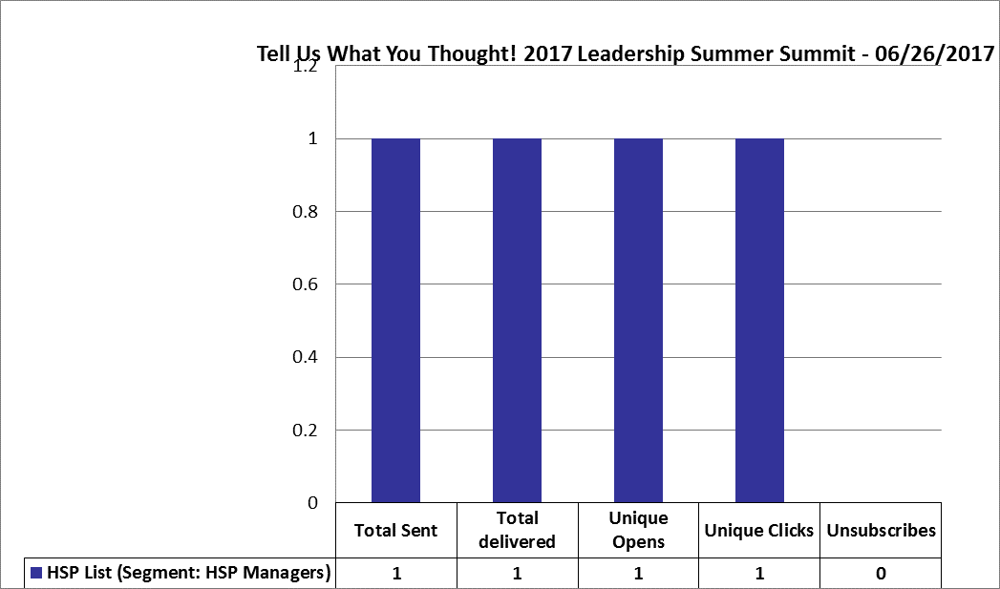 Tell Us What You Thought! 2017 Leadership Summer Summit - 06/26/2017
1.2
1
0.8
0.6
0.4
0.2
0
Total Sent
Total
delivered
Unique
Opens
Unique Clicks
Unsubscribes
HSP List (Segment: HSP Managers)
1
1
1
1
0